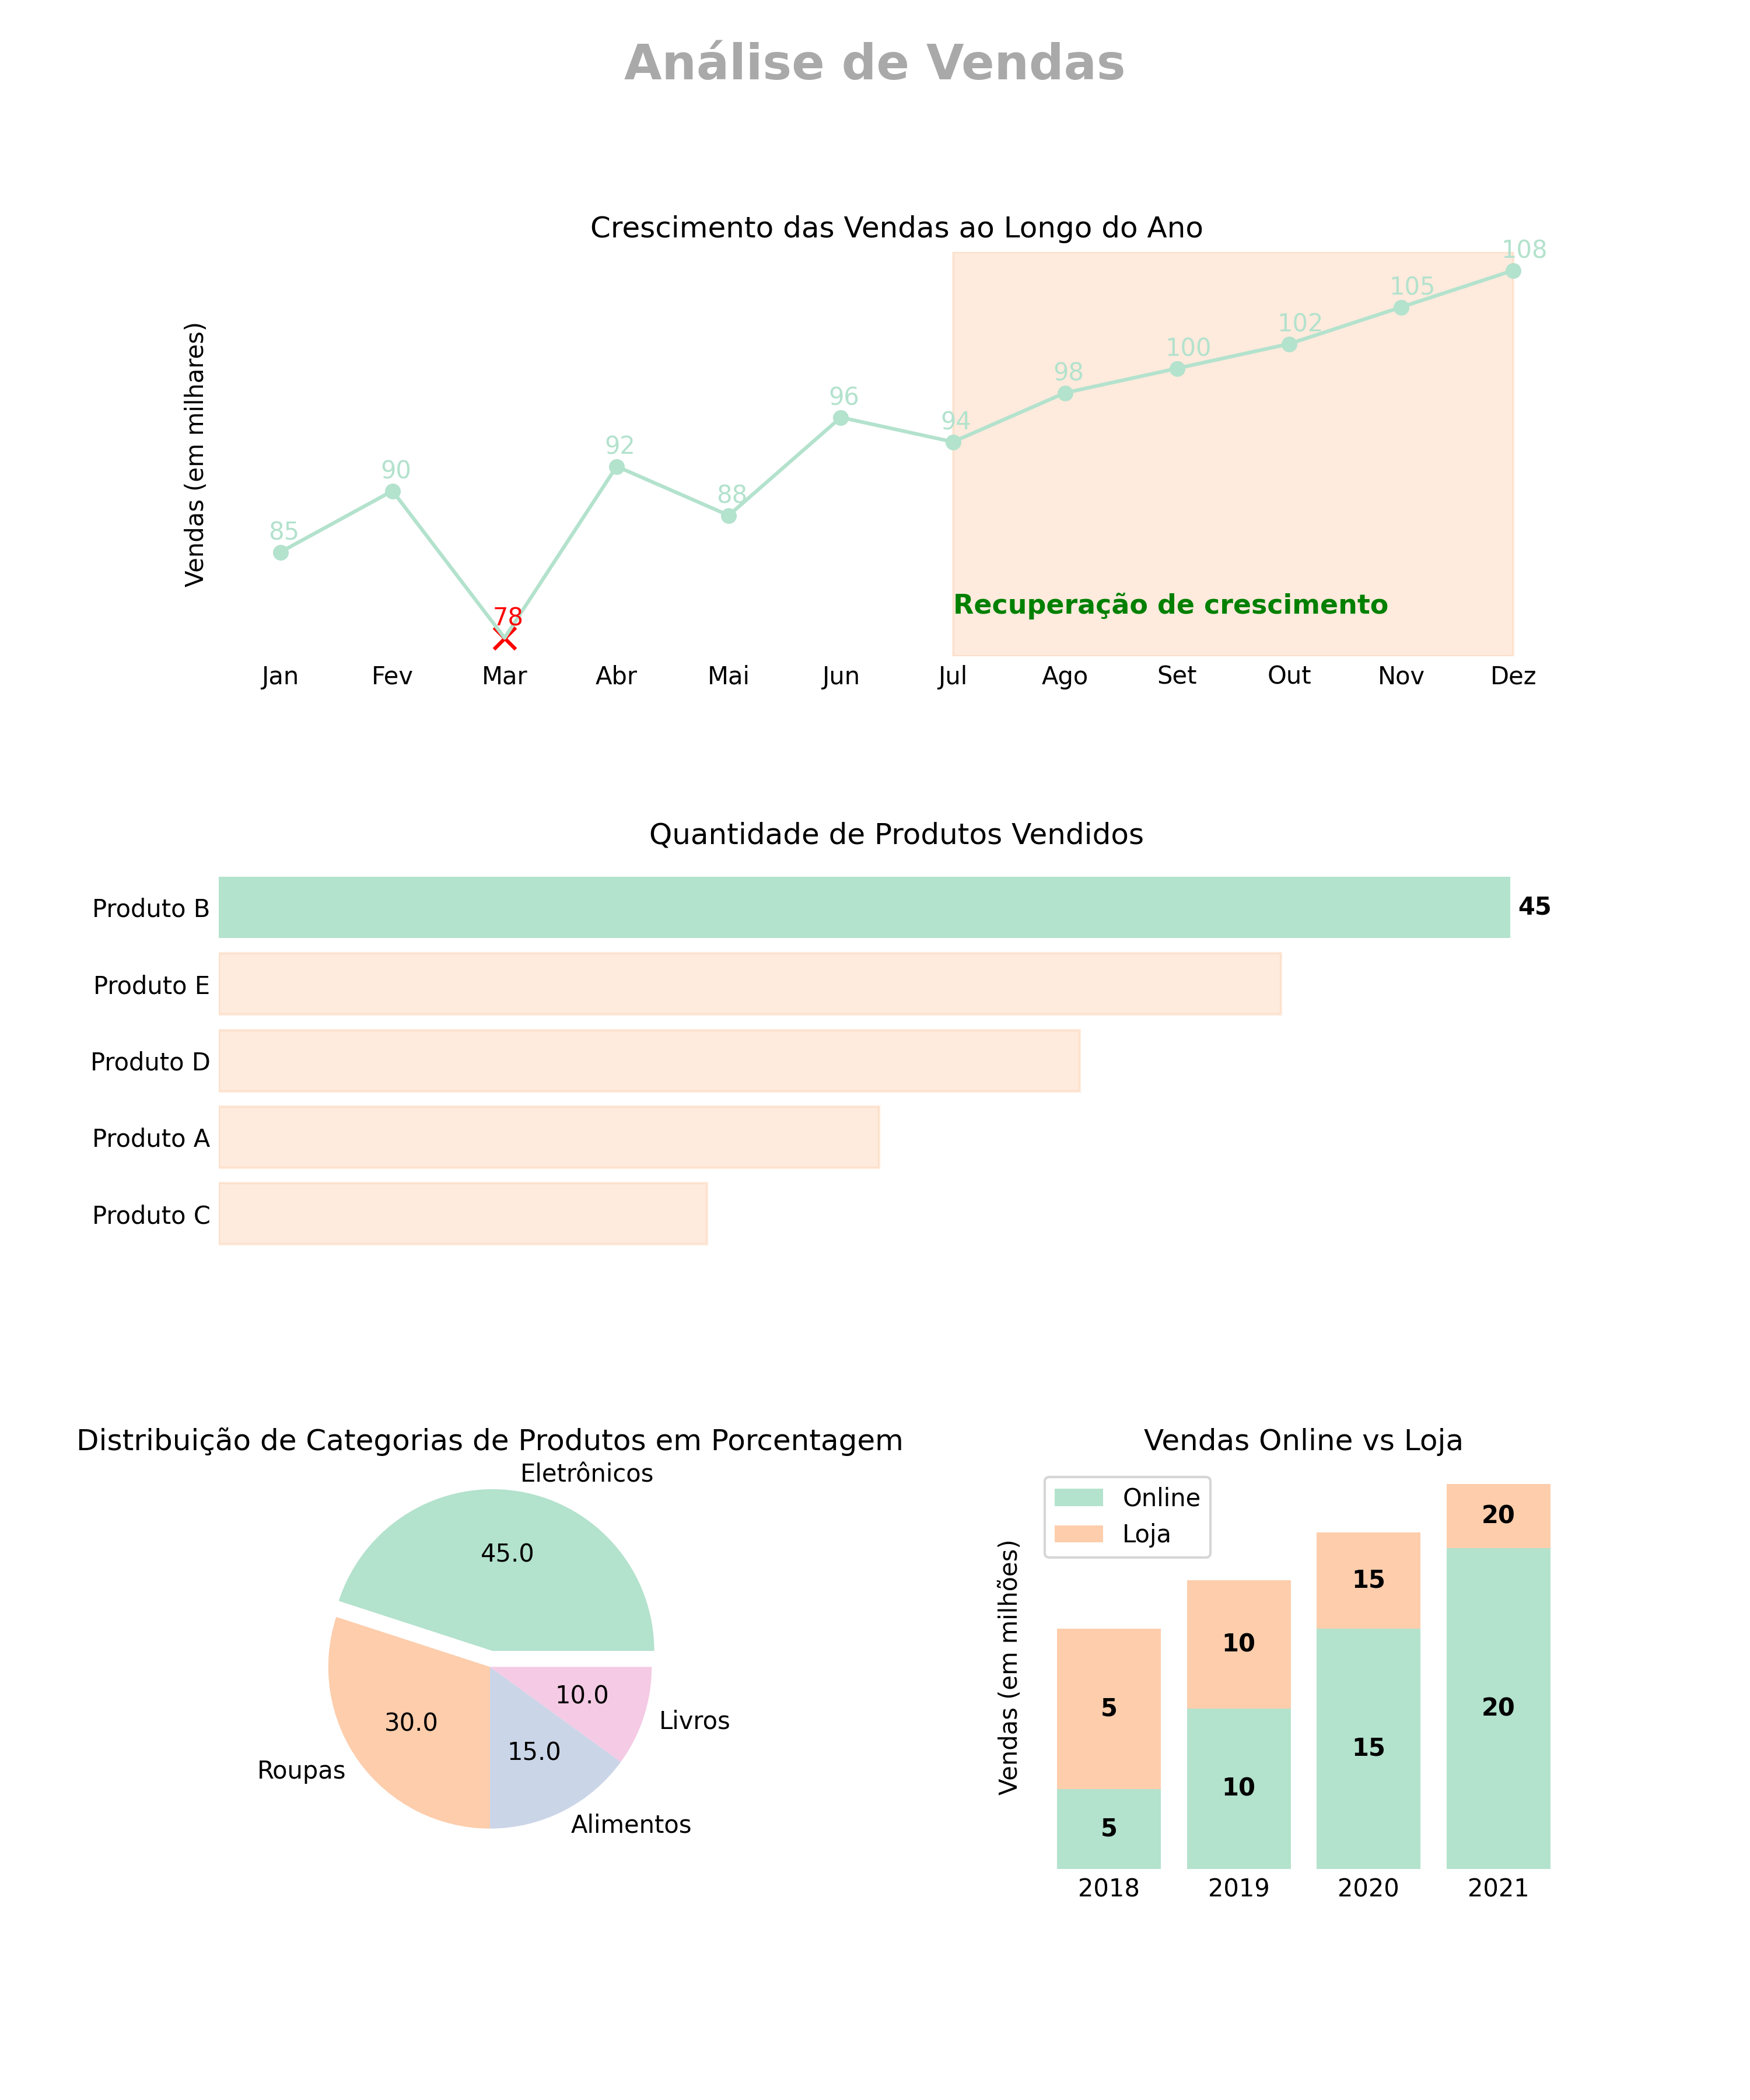 Análise de Vendas
Crescimento das Vendas ao Longo do Ano
Vendas (em milhares)
85
90
78
92
88
96
94
98
100
102
105
108
Recuperação de crescimento
Jan Fev Mar Abr Mai Jun Jul Ago Set Out Nov Dez
Quantidade de Produtos Vendidos
Produto B 45
Produto E
Produto D
Produto A
Produto C
Distribuição de Categorias de Produtos em Porcentagem
Eletrônicos
45.0
30.0
Roupas
15.0
Alimentos
10.0
Livros
Vendas Online vs Loja
Online
Loja
Vendas (em milhões)
5
10
15
20
5
10
15
20
2018 2019 2020 2021